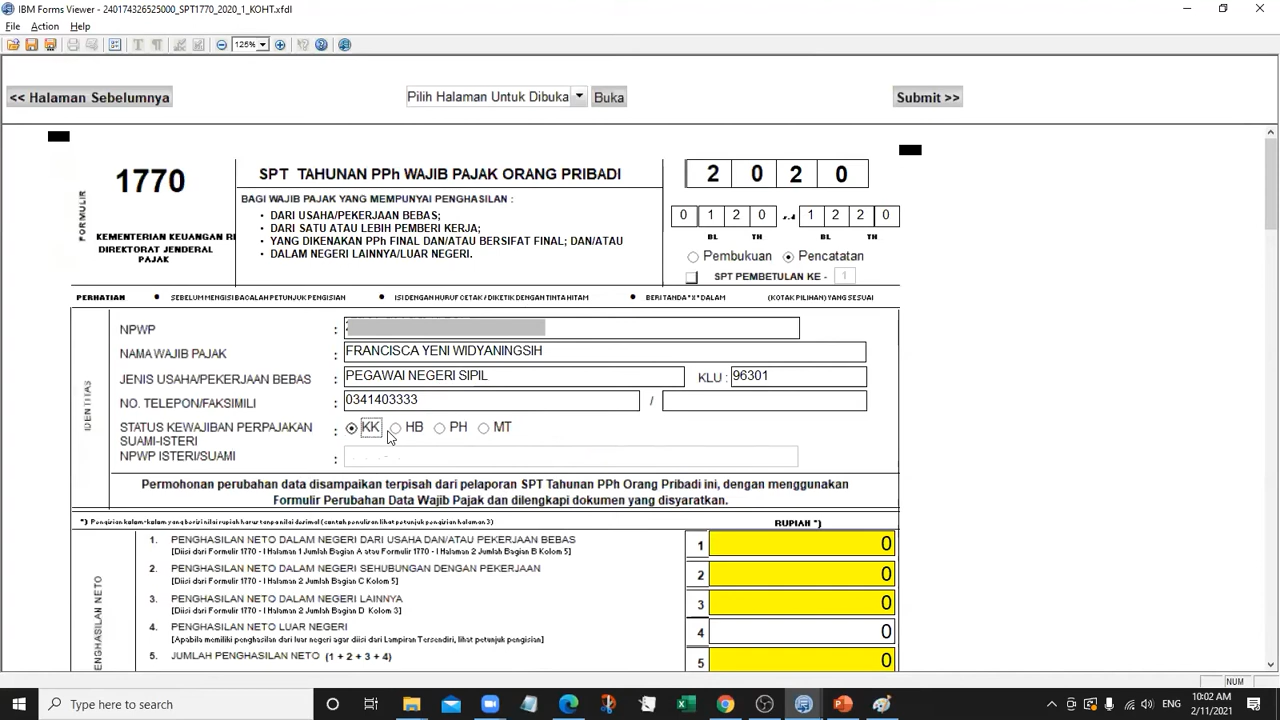 IBM Forms Viewer - 240174326525000_SPT1770_2020_1_KOHT.xfdl
File Action Help
125%
<< Halaman Sebelumnya
Pilih Halaman Untuk Dibuka
Buka
Submit >>
FORMULIR
1770
KEMENTERIAN KEUANGAN RI
DIREKTORAT JENDERAL
PAJAK
SPT TAHUNAN PPh WAJIB PAJAK ORANG PRIBADI
BAGI WAJIB PAJAK YANG MEMPUNYAI PENGHASILAN :
• DARI USAHA/PEKERJAAN BEBAS;
• DARI SATU ATAU LEBIH PEMBERI KERJA;
• YANG DIKENAKAN PPh FINAL DAN/ATAU BERSIFAT FINAL; DAN/ATAU
• DALAM NEGERI LAINNYA/LUAR NEGERI.
2 0 2 0
0 1 2 0 s.d 1 2 2 0
BL TH BL TH
Pembukuan Pencatatan
SPT PEMBETULAN KE - 1
PERHATIAN • SEBELUM MENGISI BACALAH PETUNJUK PENGISIAN • ISI DENGAN HURUF CETAK / DIKETIK DENGAN TINTA HITAM • BERI TANDA "X" DALAM (KOTAK PILIHAN) YANG SESUAI
IDENTITAS
NPWP :
NAMA WAJIB PAJAK FRANCISCA YENI WIDYANINGSIH
JENIS USAHA/PEKERJAAN BEBAS : PEGAWAI NEGERI SIPIL KLU : 96301
NO. TELEPON/FAKSIMILI : 0341403333 /
STATUS KEWAJIBAN PERPAJAKAN
SUAMI-ISTERI : KK HB PH MT
NPWP ISTERI/SUAMI :
Permohonan perubahan data disampaikan terpisah dari pelaporan SPT Tahunan PPh Orang Pribadi ini, dengan menggunakan
Formulir Perubahan Data Wajib Pajak dan dilengkapi dokumen yang disyaratkan.
*) Pengisian kolom-kolom yang berisi nilai rupiah harus tanpa nilai desimal (contoh penulisan lihat petunjuk pengisian halaman 3) RUPIAH *)
ENGHASILAN NETO
1. PENGHASILAN NETO DALAM NEGERI DARI USAHA DAN/ATAU PEKERJAAN BEBAS 1 0
[Diisi dari Formulir 1770 - I Halaman 1 Jumlah Bagian A atau Formulir 1770 - I Halaman 2 Jumlah Bagian B Kolom 5]
2. PENGHASILAN NETO DALAM NEGERI SEHUBUNGAN DENGAN PEKERJAAN 2 0
[Diisi dari Formulir 1770 - I Halaman 2 Jumlah Bagian C Kolom 5]
3. PENGHASILAN NETO DALAM NEGERI LAINNYA 3 0
[Diisi dari Formulir 1770 - I Halaman 2 Jumlah Bagian D Kolom 3]
4. PENGHASILAN NETO LUAR NEGERI 4 0
[Apabila memiliki penghasilan dari luar negeri agar diisi dari Lampiran Tersendiri, lihat petunjuk pengisian]
5. JUMLAH PENGHASILAN NETO (1 + 2 + 3 + 4) 5 0
NUM
Type here to search
ENG
10:02 AM
2/11/2021